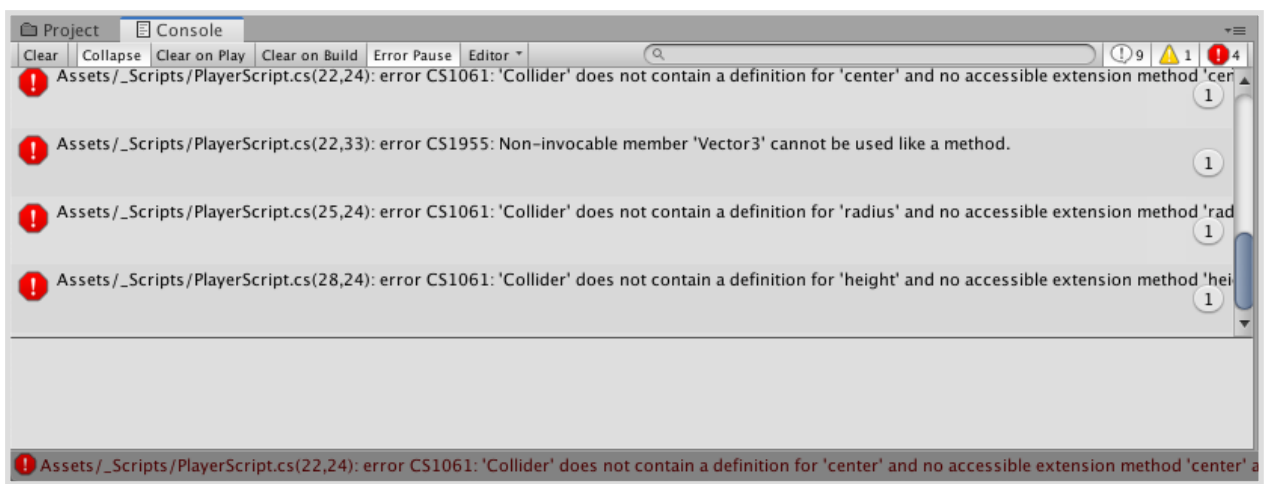 Project Console
Clear Collapse Clear on Play Clear on Build Error Pause Editor 9 1 4
Assets/_Scripts/PlayerScript.cs(22,24): error CS1061: 'Collider' does not contain a definition for 'center' and no accessible extension method 'cen
1
Assets/_Scripts/PlayerScript.cs(22,33): error CS1955: Non-invocable member 'Vector3' cannot be used like a method.
1
Assets/_Scripts/PlayerScript.cs(25,24): error CS1061: 'Collider' does not contain a definition for 'radius' and no accessible extension method 'rad
1
Assets/_Scripts/PlayerScript.cs(28,24): error CS1061: 'Collider' does not contain a definition for 'height' and no accessible extension method 'hei
1
Assets/_Scripts/PlayerScript.cs(22,24): error CS1061: 'Collider' does not contain a definition for 'center' and no accessible extension method 'center' a